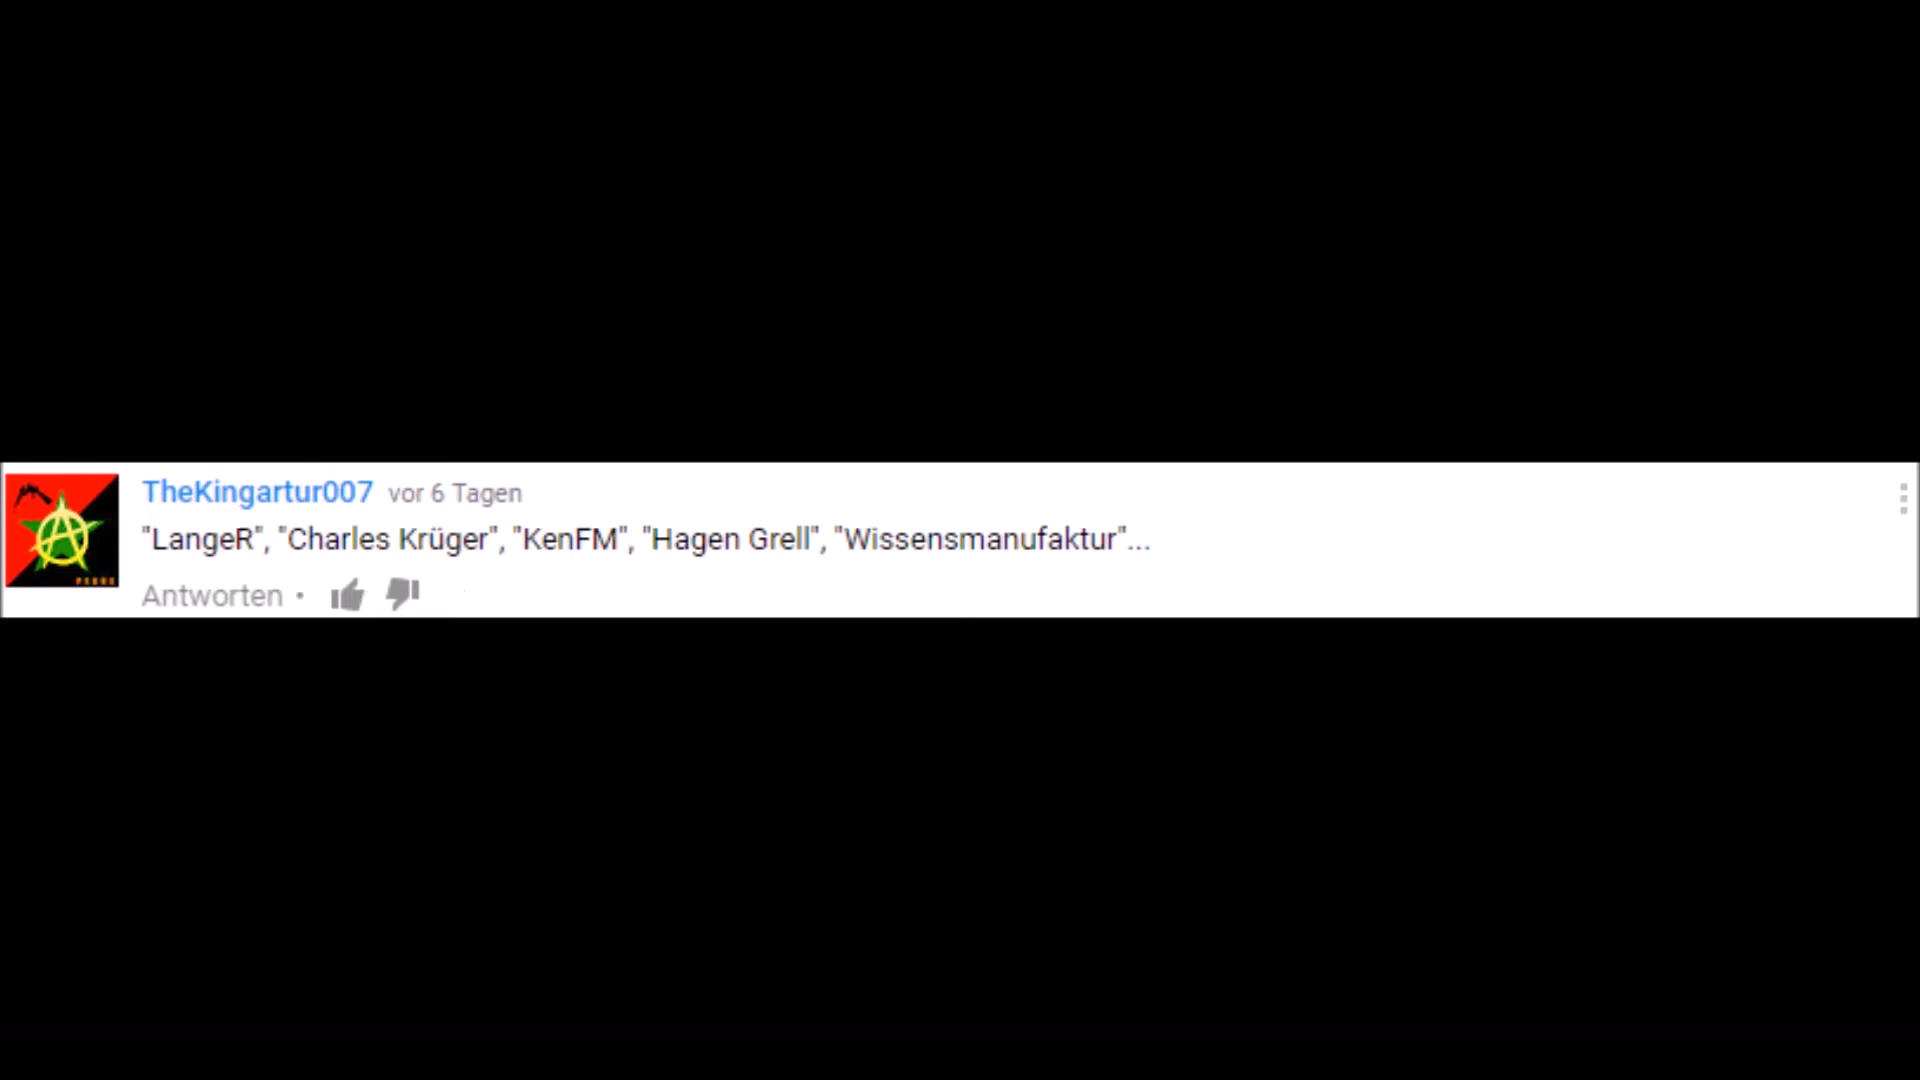 TheKingartur007 vor 6 Tagen
"LangeR", "Charles Krüger", "KenFM", "Hagen Grell", "Wissensmanufaktur"...
Antworten •